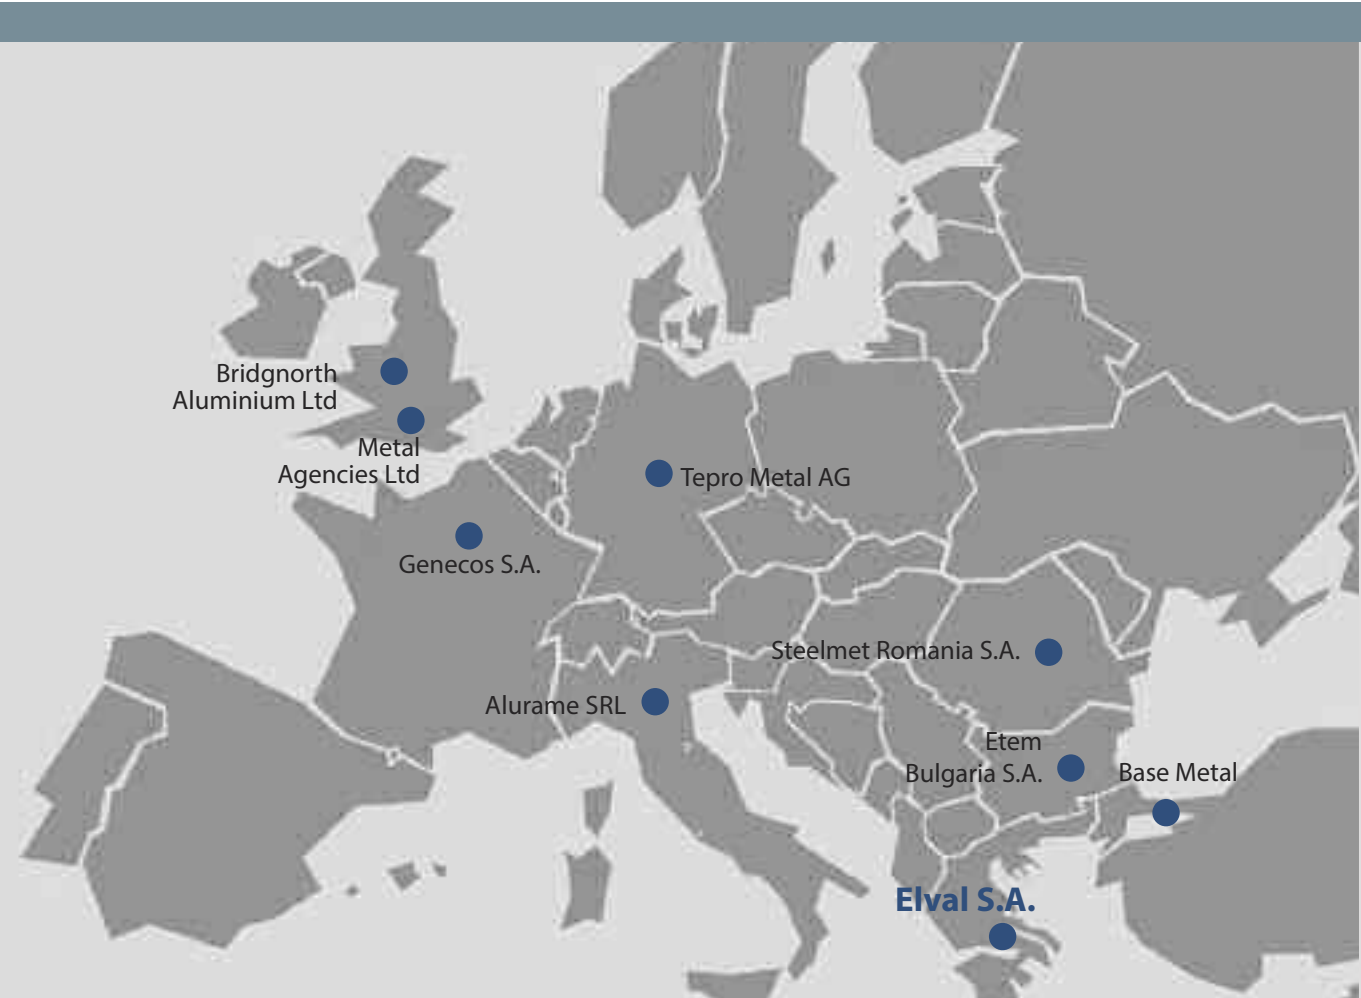 Bridgnorth
Aluminium Ltd
Metal
Agencies Ltd
Tepro Metal AG
Genecos S.A.
Steelmet Romania S.A.
Alurame SRL
Etem
Bulgaria S.A.
Base Metal
Elval S.A.